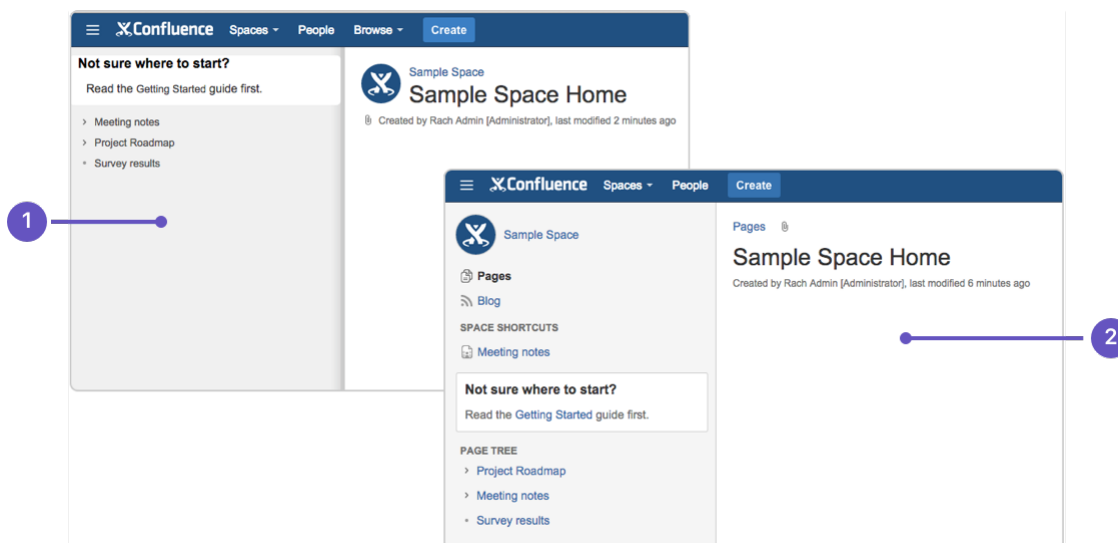 Confluence Spaces People Browse Create
Not sure where to start?
Read the Getting Started guide first.
Meeting notes
Project Roadmap
Survey results
Sample Space
Sample Space Home
Created by Rach Admin [Administrator], last modified 2 minutes ago
1
Confluence Spaces People Create
Sample Space
Pages
Blog
SPACE SHORTCUTS
Meeting notes
Not sure where to start?
Read the Getting Started guide first.
PAGE TREE
Project Roadmap
Meeting notes
Survey results
Pages
Sample Space Home
Created by Rach Admin [Administrator], last modified 6 minutes ago
2